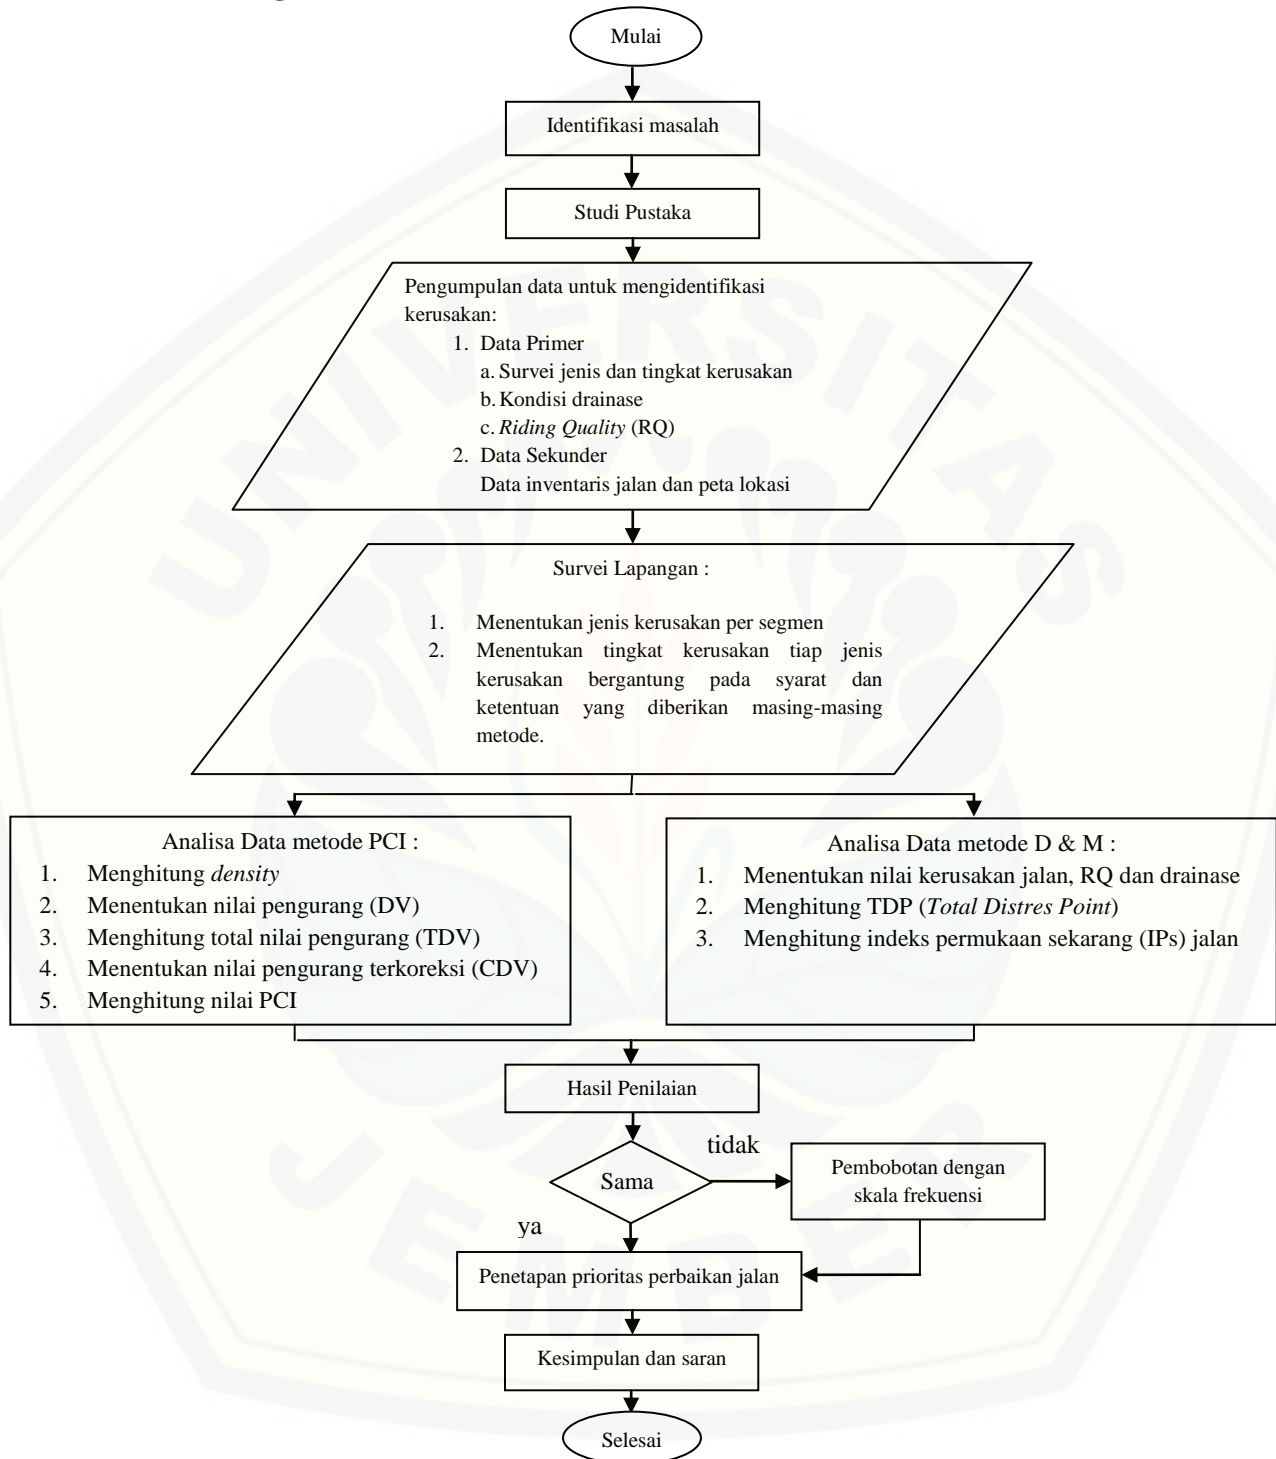 Mulai
Identifikasi masalah
Studi Pustaka
Pengumpulan data untuk mengidentifikasi
kerusakan:
1. Data Primer
a. Survei jenis dan tingkat kerusakan
b. Kondisi drainase
c. Riding Quality (RQ)
2. Data Sekunder
Data inventaris jalan dan peta lokasi
Survei Lapangan :
1. Menentukan jenis kerusakan per segmen
2. Menentukan tingkat kerusakan tiap jenis
kerusakan bergantung pada syarat dan
ketentuan yang diberikan masing-masing
metode.
Analisa Data metode PCI :
1. Menghitung density
2. Menentukan nilai pengurang (DV)
3. Menghitung total nilai pengurang (TDV)
4. Menentukan nilai pengurang terkoreksi (CDV)
5. Menghitung nilai PCI
Analisa Data metode D & M :
1. Menentukan nilai kerusakan jalan, RQ dan drainase
2. Menghitung TDP (Total Distres Point)
3. Menghitung indeks permukaan sekarang (IPs) jalan
Hasil Penilaian
Sama
tidak
Pembobotan dengan
skala frekuensi
ya
Penetapan prioritas perbaikan jalan
Kesimpulan dan saran
Selesai
UNIVERSITAS
JEMBER